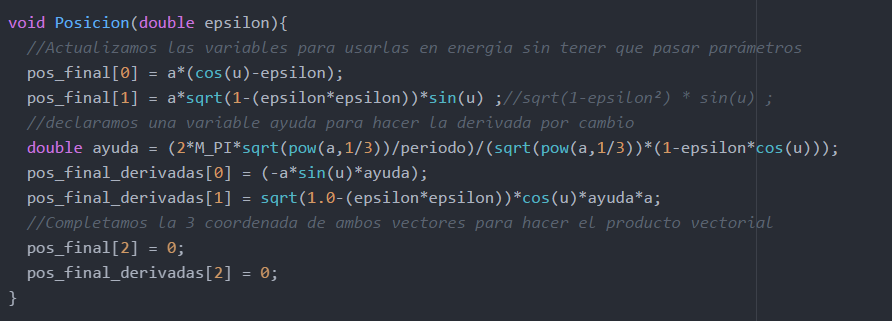 void Posicion(double epsilon){
//Actualizamos las variables para usarlas en energia sin tener que pasar parámetros
pos_final[0] = a*(cos(u)-epsilon);
pos_final[1] = a*sqrt(1-(epsilon*epsilon))*sin(u) ;//sqrt(1-epsilon²) * sin(u) ;
//declaramos una variable ayuda para hacer la derivada por cambio
double ayuda = (2*M_PI*sqrt(pow(a,1/3))/periodo)/(sqrt(pow(a,1/3))*(1-epsilon*cos(u)));
pos_final_derivadas[0] = (-a*sin(u)*ayuda);
pos_final_derivadas[1] = sqrt(1.0-(epsilon*epsilon))*cos(u)*ayuda*a;
//Completamos la 3 coordenada de ambos vectores para hacer el producto vectorial
pos_final[2] = 0;
pos_final_derivadas[2] = 0;
}